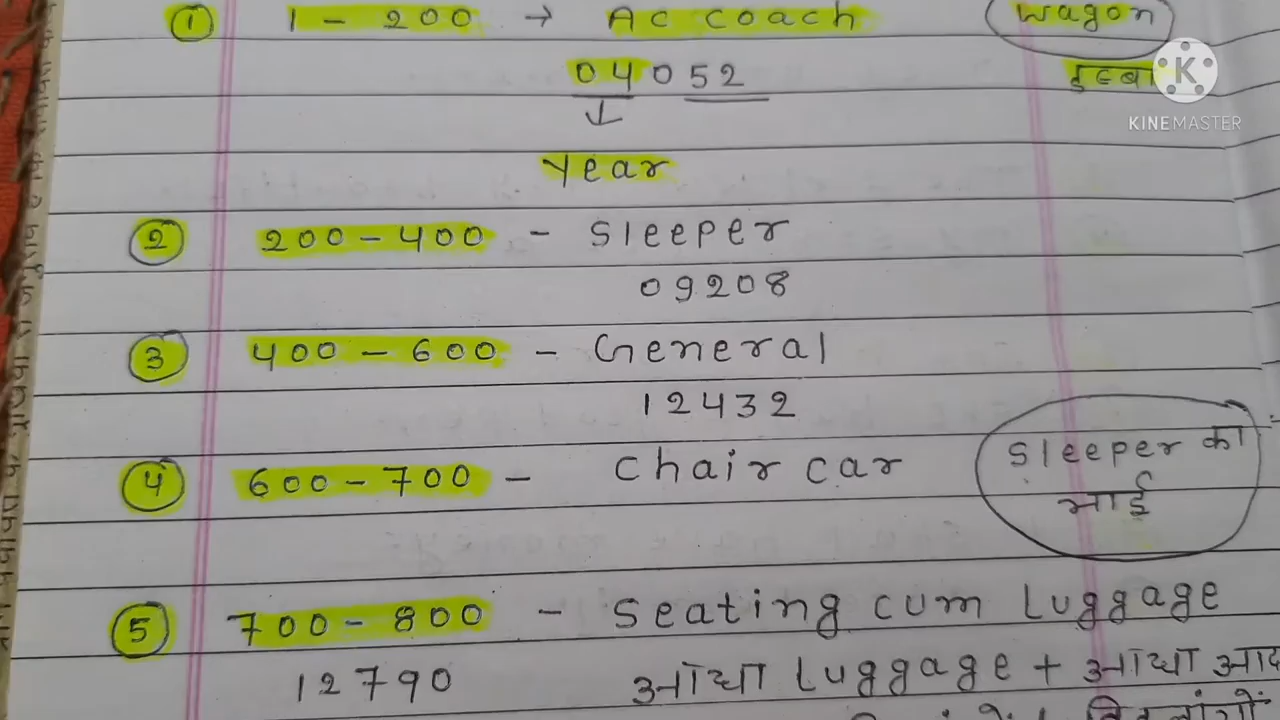 ① 1 - 200 → AC coach wagon
04052 डब्बा
KINEMASTER
↓
Year
② 200 - 400 - Sleeper
09208
③ 400 - 600 - General
12432
④ 600 - 700 - Chair car Sleeper का
भाई
⑤ 700 - 800 - Seating cum Luggage
12790 आधा Luggage + आधा